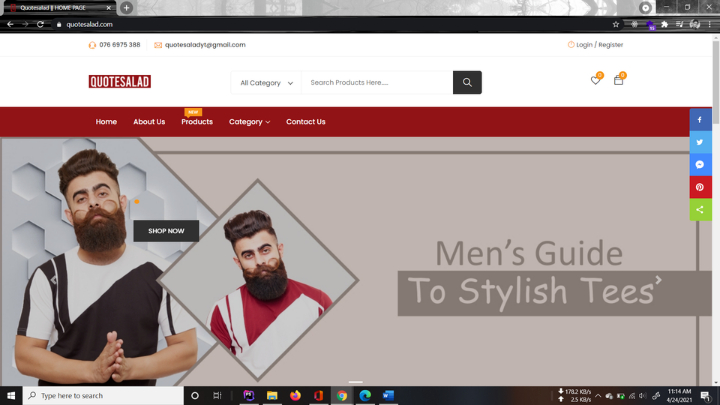 Quotesalad || HOME PAGE
quotesalad.com
076 6975 388
quotesaladyt@gmail.com
Login / Register
QUOTESALAD
All Category
Search Products Here.....
0
0
NEW
Home
About Us
Products
Category
Contact Us
SHOP NOW
Men's Guide
To Stylish Tees'
Type here to search
178.2 KB/s
2.5 KB/s
11:14 AM
4/24/2021